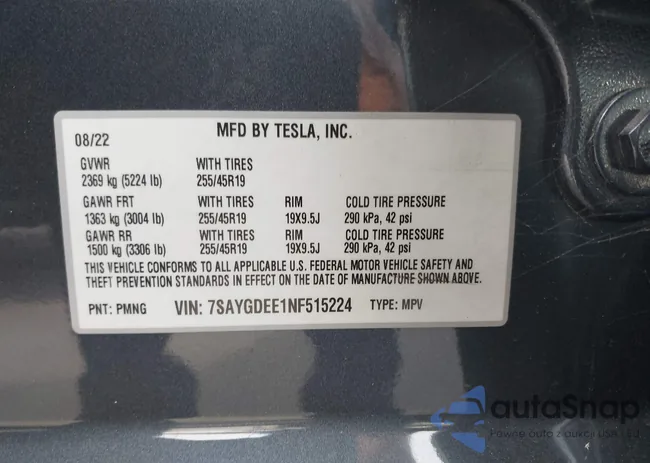 MFD BY TESLA, INC.
08/22
GVWR WITH TIRES
2369 kg (5224 lb) 255/45R19
GAWR FRT WITH TIRES RIM COLD TIRE PRESSURE
1363 kg (3004 lb) 255/45R19 19X9.5J 290 kPa, 42 psi
GAWR RR WITH TIRES RIM COLD TIRE PRESSURE
1500 kg (3306 lb) 255/45R19 19X9.5J 290 kPa, 42 psi
THIS VEHICLE CONFORMS TO ALL APPLICABLE U.S. FEDERAL MOTOR VEHICLE SAFETY AND
THEFT PREVENTION STANDARDS IN EFFECT ON THE DATE OF MANUFACTURE SHOWN ABOVE.
PNT: PMNG VIN: 7SAYGDEE1NF515224 TYPE: MPV
autoSnap
Pewne auto z aukcji USA